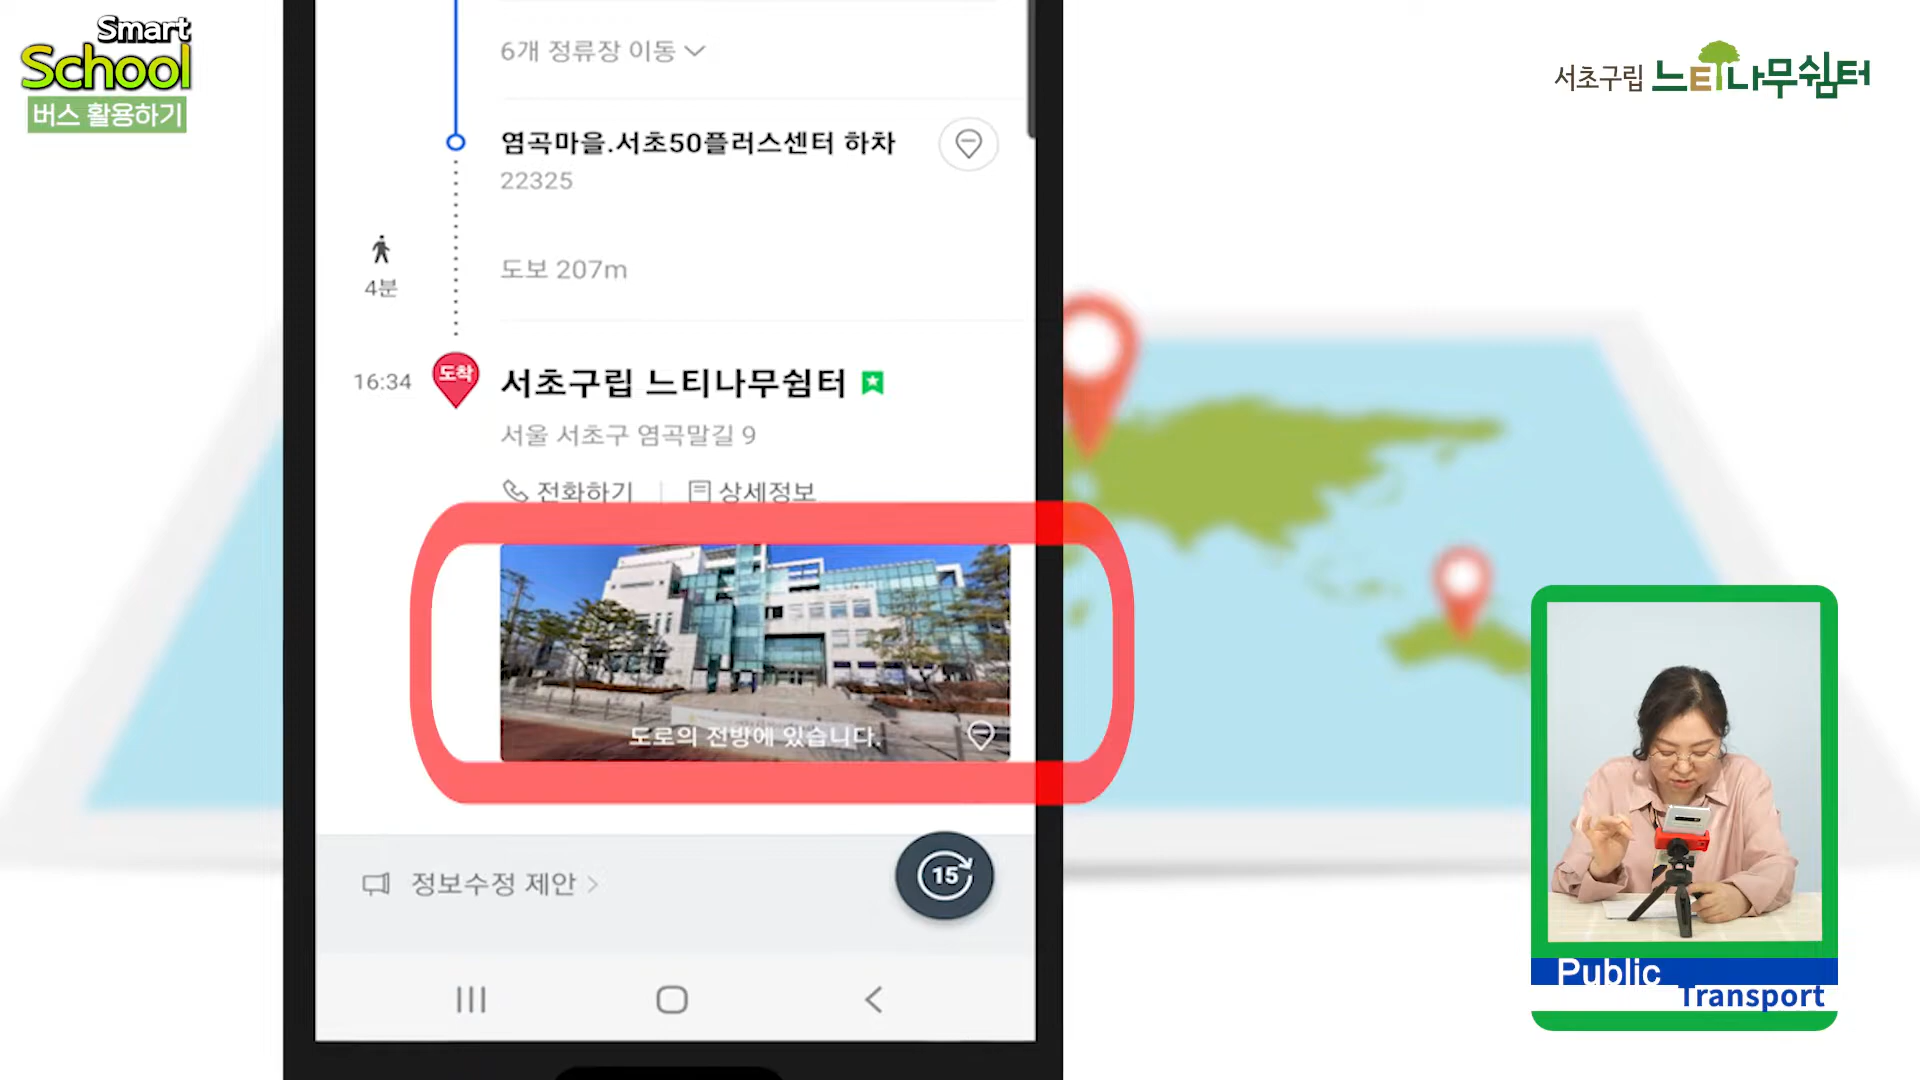 Smart
School
버스 활용하기
서초구립 느티나무쉼터
6개 정류장 이동
염곡마을.서초50플러스센터 하차
22325
4분
도보 207m
16:34
도착
서초구립 느티나무쉼터
서울 서초구 염곡말길 9
전화하기
상세정보
도로의 전방에 있습니다.
정보수정 제안 >
15
Public
Transport